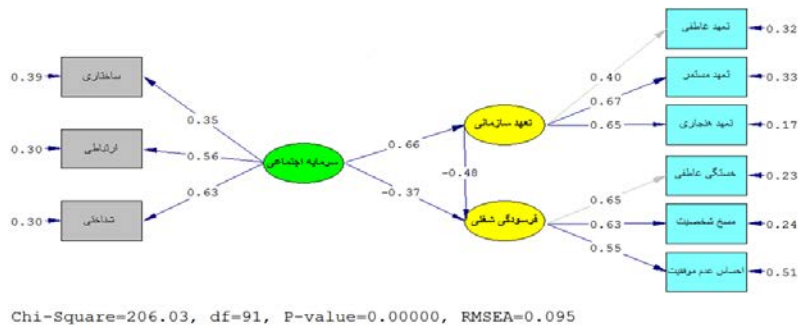 0.39
ساختاری
0.30
ارتباطی
0.30
شناختی
0.35
0.56
0.63
سرمایه اجتماعی
0.66
-0.37
تعهد سازمانی
-0.48
فرسودگی شغلی
0.40
0.67
0.65
0.65
0.63
0.55
تعهد عاطفی
0.32
تعهد مستمر
0.33
تعهد هنجاری
0.17
خستگی عاطفی
0.23
مسخ شخصیت
0.24
احساس عدم موفقیت
0.51
Chi-Square=206.03, df=91, P-value=0.00000, RMSEA=0.095